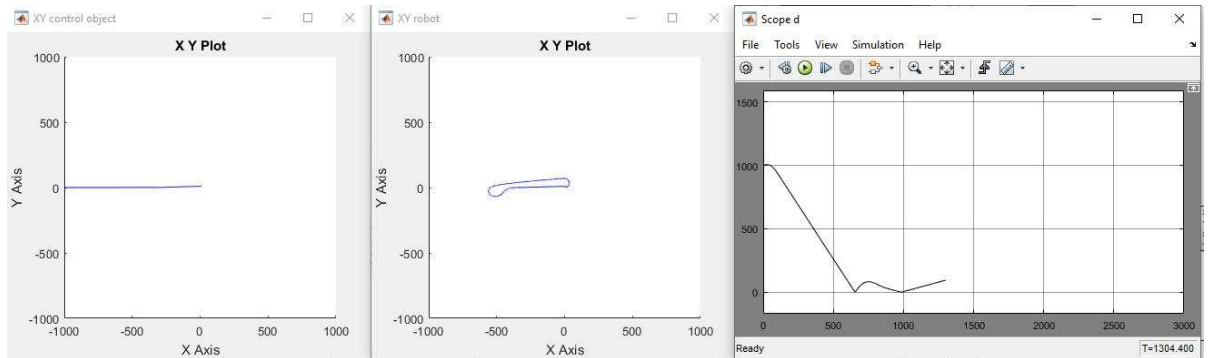 XY control object
X Y Plot
1000
500
0
-500
-1000
Y Axis
-1000 -500 0 500 1000
X Axis
XY robot
X Y Plot
1000
500
0
-500
-1000
Y Axis
-1000 -500 0 500 1000
X Axis
Scope d
File Tools View Simulation Help
1500
1000
500
0
0 500 1000 1500 2000 2500 3000
Ready T=1304.400